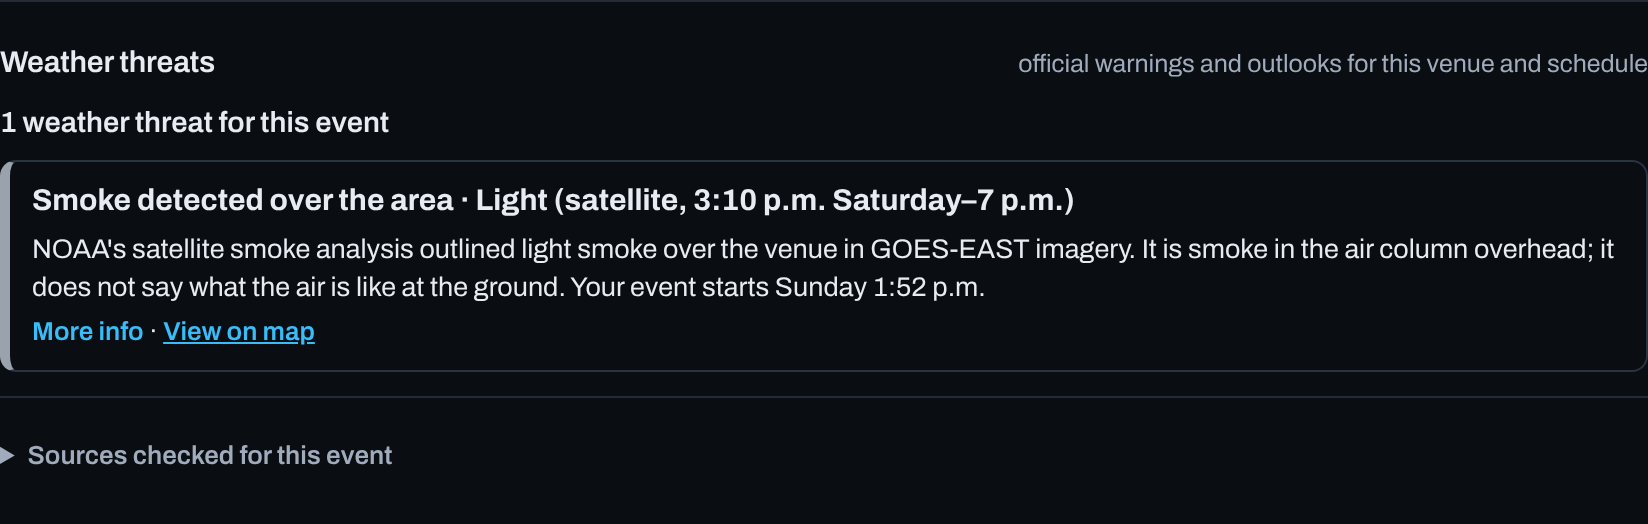 Weather threats
official warnings and outlooks for this venue and schedule
1 weather threat for this event
Smoke detected over the area · Light (satellite, 3:10 p.m. Saturday–7 p.m.)
NOAA's satellite smoke analysis outlined light smoke over the venue in GOES-EAST imagery. It is smoke in the air column overhead; it
does not say what the air is like at the ground. Your event starts Sunday 1:52 p.m.
More info · View on map
Sources checked for this event